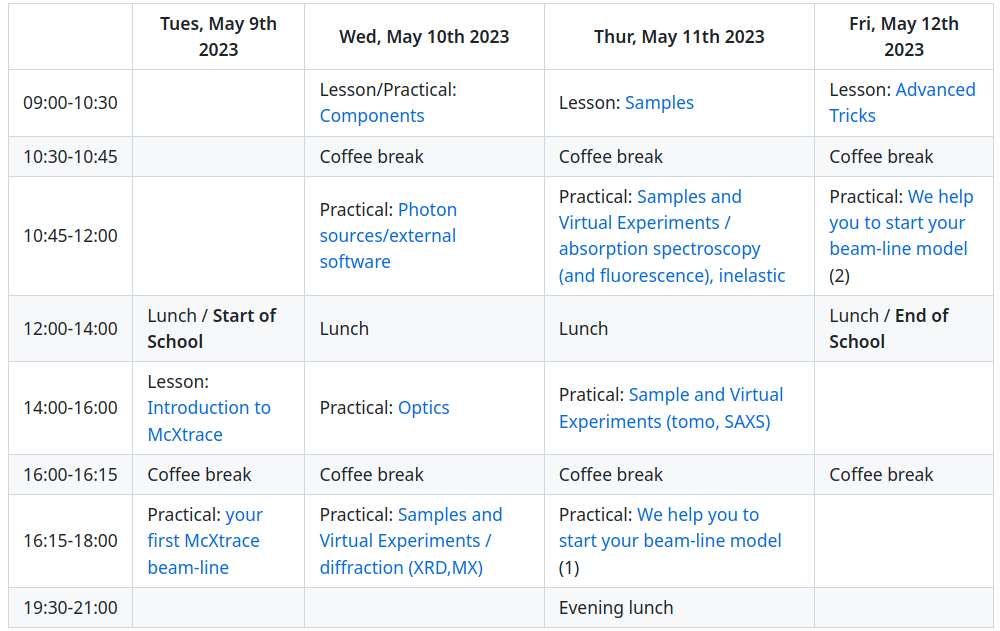 Tues, May 9th
2023
Wed, May 10th 2023
Thur, May 11th 2023
Fri, May 12th
2023
09:00-10:30
Lesson/Practical:
Components
Lesson: Samples
Lesson: Advanced
Tricks
10:30-10:45
Coffee break
Coffee break
Coffee break
10:45-12:00
Practical: Photon
sources/external
software
Practical: Samples and
Virtual Experiments /
absorption spectroscopy
(and fluorescence), inelastic
Practical: We help
you to start your
beam-line model
(2)
12:00-14:00
Lunch / Start of
School
Lunch
Lunch
Lunch / End of
School
14:00-16:00
Lesson:
Introduction to
McXtrace
Practical: Optics
Pratical: Sample and Virtual
Experiments (tomo, SAXS)
16:00-16:15
Coffee break
Coffee break
Coffee break
Coffee break
16:15-18:00
Practical: your
first McXtrace
beam-line
Practical: Samples and
Virtual Experiments /
diffraction (XRD,MX)
Practical: We help you to
start your beam-line model
(1)
19:30-21:00
Evening lunch